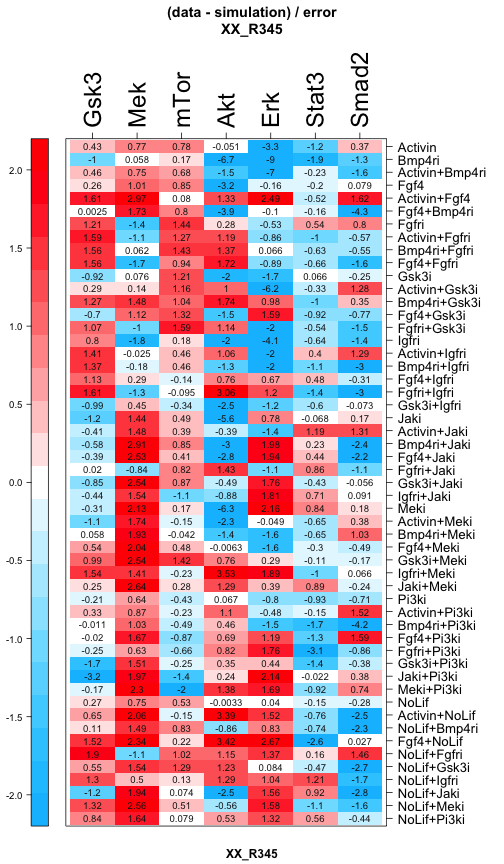 (data - simulation) / error
XX_R345
Gsk3 Mek mTor Akt Erk Stat3 Smad2
0.43 0.77 0.78 -0.051 -3.3 -1.2 0.37 Activin
-1 0.058 0.17 -6.7 -9 -1.9 -1.3 Bmp4ri
0.46 0.75 0.68 -1.5 -7 -0.23 -1.6 Activin+Bmp4ri
0.26 1.01 0.85 -3.2 -0.16 -0.2 0.079 Fgf4
1.61 2.97 0.08 1.33 2.49 -0.52 1.62 Activin+Fgf4
0.0025 1.73 0.8 -3.9 -0.1 -0.16 -4.3 Fgf4+Bmp4ri
1.21 -1.4 1.44 0.28 -0.53 0.54 0.8 Fgfri
1.59 -1.1 1.27 1.19 -0.86 -1 -0.57 Activin+Fgfri
1.56 0.062 1.43 1.37 0.066 -0.63 -0.55 Bmp4ri+Fgfri
1.56 -1.7 0.94 1.72 -0.89 -0.66 -1.6 Fgf4+Fgfri
-0.92 0.076 1.21 -2 -1.7 0.066 -0.25 Gsk3i
0.29 0.14 1.16 1 -6.2 -0.33 1.28 Activin+Gsk3i
1.27 1.48 1.04 1.74 0.98 -1 0.35 Bmp4ri+Gsk3i
-0.7 1.12 1.32 -1.5 1.59 -0.92 -0.77 Fgf4+Gsk3i
1.07 -1 1.59 1.14 -2 -0.54 -1.5 Fgfri+Gsk3i
0.8 -1.8 0.18 -2 -4.1 -0.64 -1.4 Igfri
1.41 -0.025 0.46 1.06 -2 0.4 1.29 Activin+Igfri
1.37 -0.18 0.46 -1.3 -2 -1.1 -3 Bmp4ri+Igfri
1.13 0.29 -0.14 0.76 0.67 0.48 -0.31 Fgf4+Igfri
1.61 -1.3 -0.095 3.06 1.2 -1.4 -3 Fgfri+Igfri
-0.99 0.45 -0.34 -2.5 -1.2 -0.6 -0.073 Gsk3i+Igfri
-1.2 1.44 0.49 -5.6 0.78 -0.068 0.17 Jaki
-0.41 1.48 0.39 -0.39 -1.4 1.19 1.31 Activin+Jaki
-0.58 2.91 0.85 -3 1.98 0.23 -2.4 Bmp4ri+Jaki
-0.39 2.53 0.41 -2.8 1.94 0.44 -2.2 Fgf4+Jaki
0.02 -0.84 0.82 1.43 -1.1 0.86 -1.1 Fgfri+Jaki
-0.85 2.54 0.87 -0.49 1.76 -0.43 -0.056 Gsk3i+Jaki
-0.44 1.54 -1.1 -0.88 1.81 0.71 0.091 Igfri+Jaki
-0.31 2.13 0.17 -6.3 2.16 0.84 0.18 Meki
-1.1 1.74 -0.15 -2.3 -0.049 -0.65 0.38 Activin+Meki
0.058 1.93 -0.042 -1.4 -1.6 -0.65 1.03 Bmp4ri+Meki
0.54 2.04 0.48 -0.0063 -1.6 -0.3 -0.49 Fgf4+Meki
0.99 2.54 1.42 0.76 0.29 -0.11 -0.17 Gsk3i+Meki
1.54 1.41 -0.23 3.53 1.89 -1 0.066 Igfri+Meki
0.25 2.64 0.28 1.29 0.39 0.89 -0.24 Jaki+Meki
-0.21 0.64 -0.43 0.067 -0.8 -0.93 -0.71 Pi3ki
0.33 0.87 -0.23 1.1 -0.48 -0.15 1.52 Activin+Pi3ki
-0.011 1.03 -0.49 0.46 -1.5 -1.7 -4.2 Bmp4ri+Pi3ki
-0.02 1.67 -0.87 0.69 1.19 -1.3 1.59 Fgf4+Pi3ki
-0.25 0.63 -0.66 0.82 1.76 -3.1 -0.86 Fgfri+Pi3ki
-1.7 1.51 -0.25 0.35 0.44 -1.4 -0.38 Gsk3i+Pi3ki
-3.2 1.97 -1.4 0.24 2.14 -0.022 0.38 Jaki+Pi3ki
-0.17 2.3 -2 1.38 1.69 -0.92 0.74 Meki+Pi3ki
0.27 0.75 0.53 -0.0033 0.04 -0.15 -0.28 NoLif
0.65 2.06 -0.15 3.39 1.52 -0.76 -2.5 Activin+NoLif
0.11 1.49 0.83 -0.86 0.83 -0.74 -2.3 NoLif+Bmp4ri
1.52 2.34 0.22 3.42 2.67 -2.6 0.027 Fgf4+NoLif
1.9 -1.1 1.02 1.15 1.37 0.16 1.46 NoLif+Fgfri
0.55 1.54 1.29 1.23 0.084 -0.47 -2.7 NoLif+Gsk3i
1.3 0.5 0.13 1.29 1.04 1.21 -1.7 NoLif+Igfri
-1.2 1.94 0.074 -2.5 1.56 0.92 -2.8 NoLif+Jaki
1.32 2.56 0.51 -0.56 1.58 -1.1 -1.6 NoLif+Meki
0.84 1.64 0.079 0.53 1.32 0.56 -0.44 NoLif+Pi3ki
2.0
1.5
1.0
0.5
0.0
-0.5
-1.0
-1.5
-2.0
XX_R345